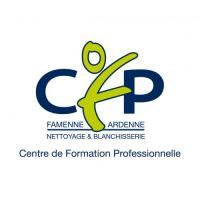 CFP
FAMENNE ARDENNE
NETTOYAGE & BLANCHISSERIE
Centre de Formation Professionnelle